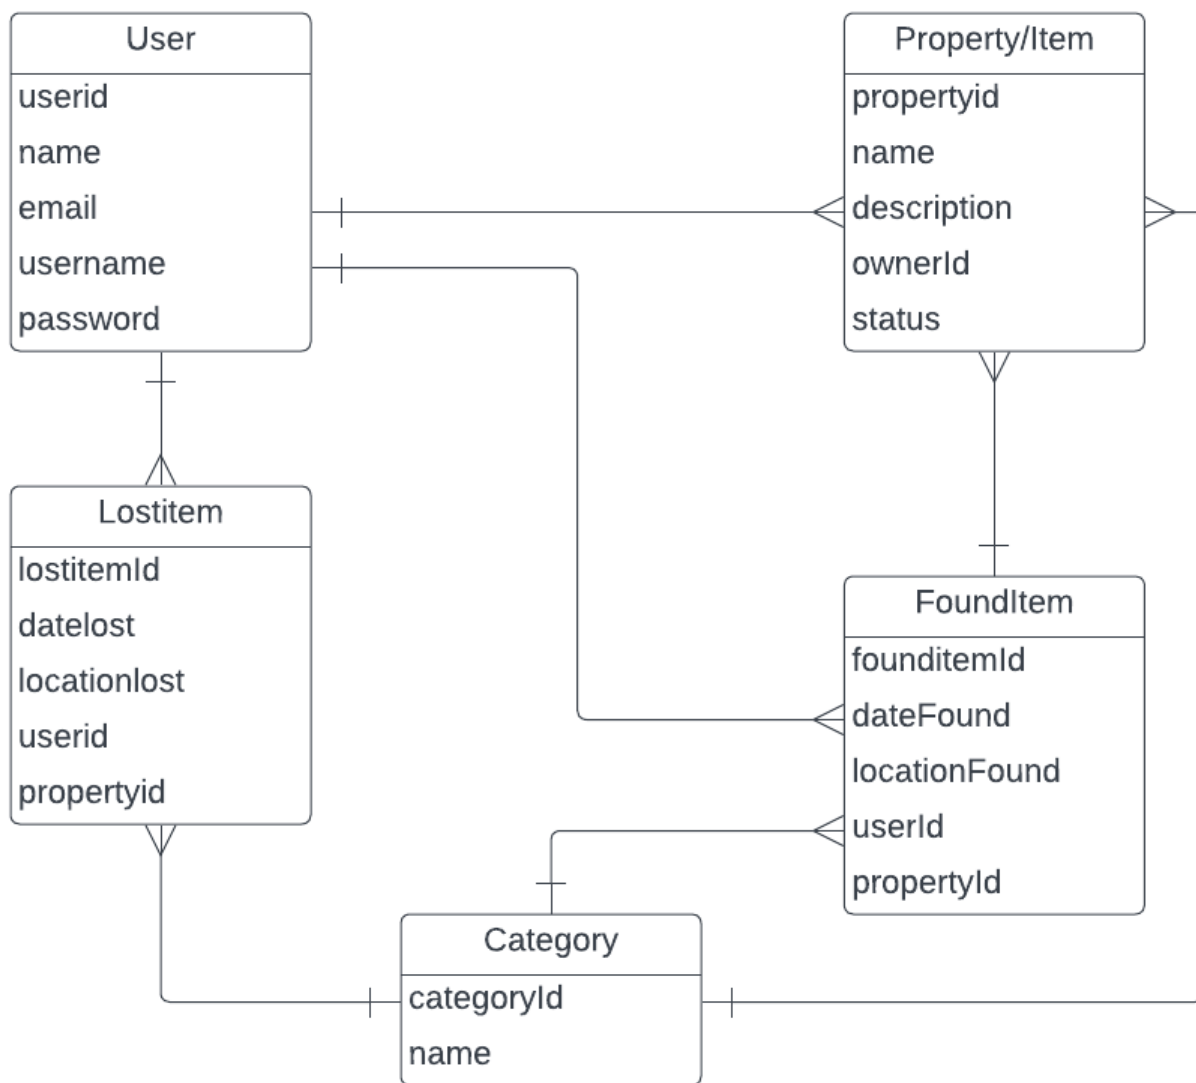 User
userid
name
email
username
password
Property/Item
propertyid
name
description
ownerId
status
Lostitem
lostitemId
datelost
locationlost
userid
propertyid
FoundItem
founditemId
dateFound
locationFound
userId
propertyId
Category
categoryId
name